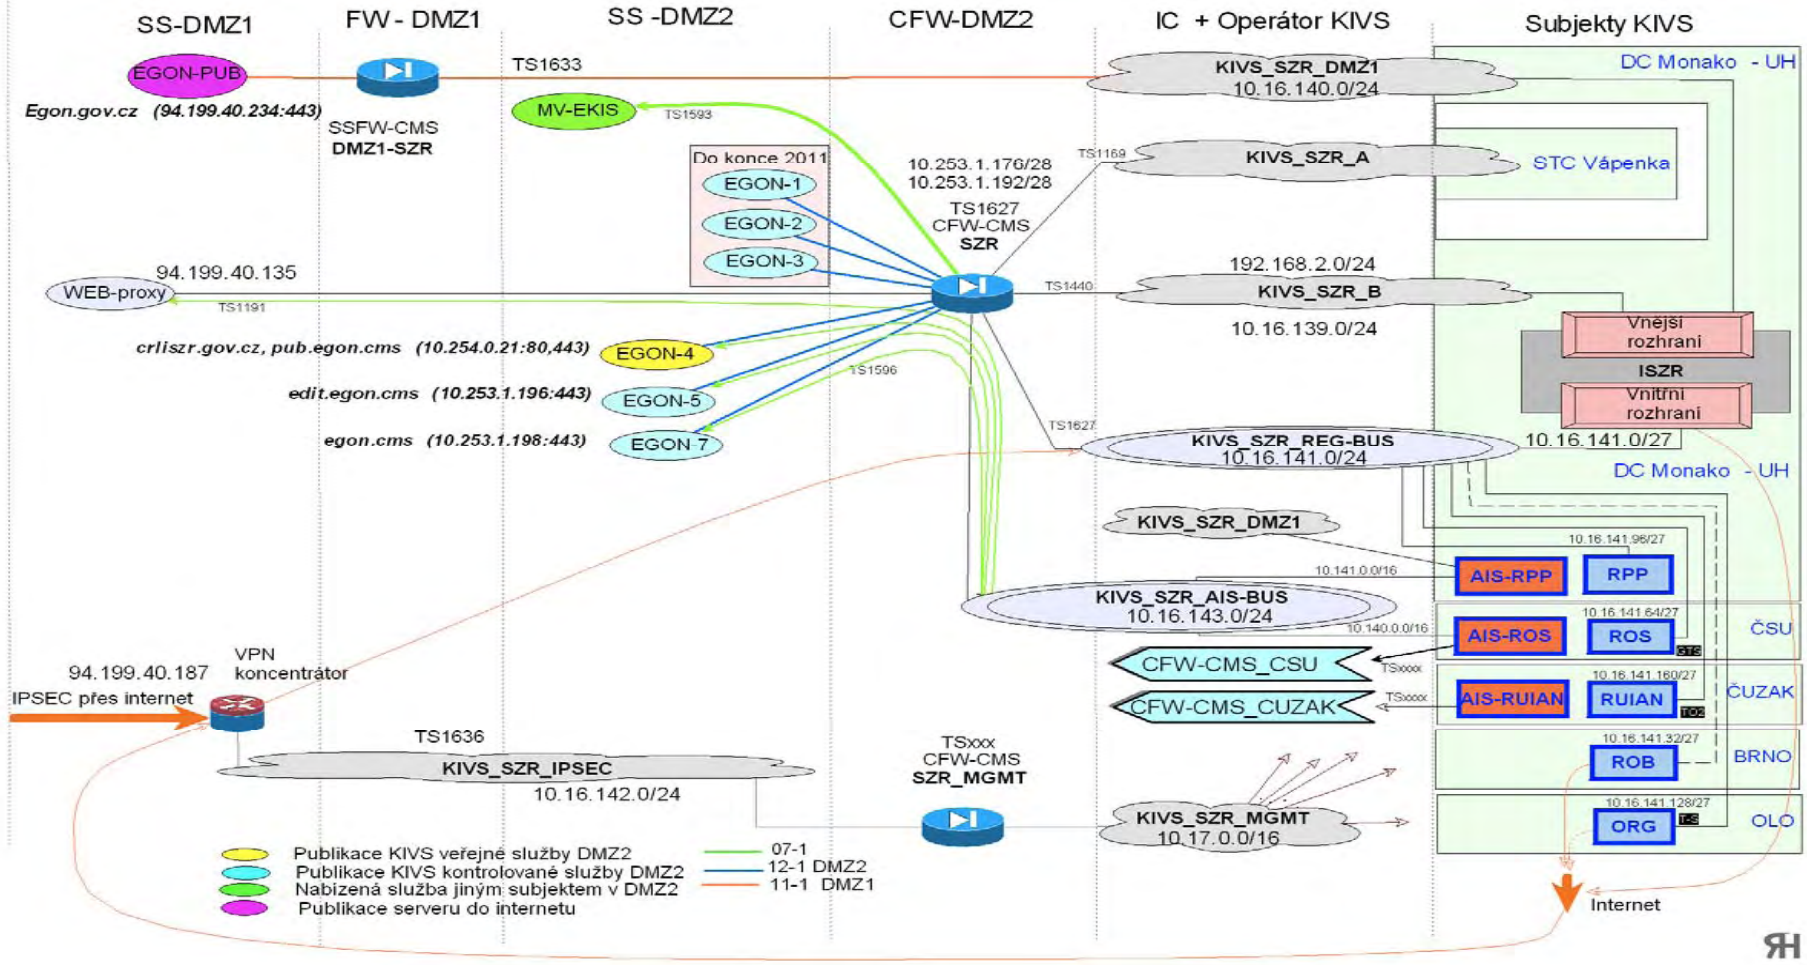 SS-DMZ1
FW - DMZ1
SS -DMZ2
CFW-DMZ2
IC + Operátor KIVS
Subjekty KIVS
EGON-PUB
Egon.gov.cz (94.199.40.234:443)
SSFW-CMS
DMZ1-SZR
TS1633
MV-EKIS
TS1593
KIVS_SZR_DMZ1
10.16.140.0/24
DC Monako - UH
Do konce 2011
EGON-1
EGON-2
EGON-3
10.253.1.176/28
10.253.1.192/28
TS1627
CFW-CMS
SZR
TS1169
KIVS_SZR_A
STC Vápenka
94.199.40.135
WEB-proxy
TS1191
TS1440
192.168.2.0/24
KIVS_SZR_B
10.16.139.0/24
Vnější
rozhraní
ISZR
Vnitřní
rozhraní
crliszr.gov.cz, pub.egon.cms (10.254.0.21:80,443)
EGON-4
TS1596
edit.egon.cms (10.253.1.196:443)
EGON-5
egon.cms (10.253.1.198:443)
EGON-7
TS1627
KIVS_SZR_REG-BUS
10.16.141.0/24
10.16.141.0/27
DC Monako - UH
KIVS_SZR_DMZ1
10.16.141.96/27
10.141.0.0/16
AIS-RPP
RPP
KIVS_SZR_AIS-BUS
10.16.143.0/24
10.16.141.64/27
10.140.0.0/16
AIS-ROS
ROS
GTS
ČSU
CFW-CMS_CSU
TSxxxx
10.16.141.160/27
AIS-RUIAN
RUIAN
TO2
ČUZAK
CFW-CMS_CUZAK
TSxxxx
94.199.40.187
VPN
koncentrátor
IPSEC přes internet
TS1636
KIVS_SZR_IPSEC
10.16.142.0/24
TSxxx
CFW-CMS
SZR_MGMT
KIVS_SZR_MGMT
10.17.0.0/16
10.16.141.32/27
ROB
BRNO
10.16.141.128/27
ORG
T-S
OLO
Internet
Publikace KIVS veřejné služby DMZ2
Publikace KIVS kontrolované služby DMZ2
Nabízená služba jiným subjektem v DMZ2
Publikace serveru do internetu
07-1
12-1 DMZ2
11-1 DMZ1
RH